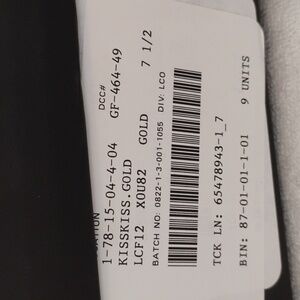 DCC#
1-78-15-04-4-04 GF-464-49
KISSKISS.GOLD
LCF12 X0U82 GOLD 7 1/2
BATCH NO: 0822-1-3-001-1055 DIV: LCO
TCK LN: 65478943-1_7
BIN: 87-01-01-1-01 9 UNITS